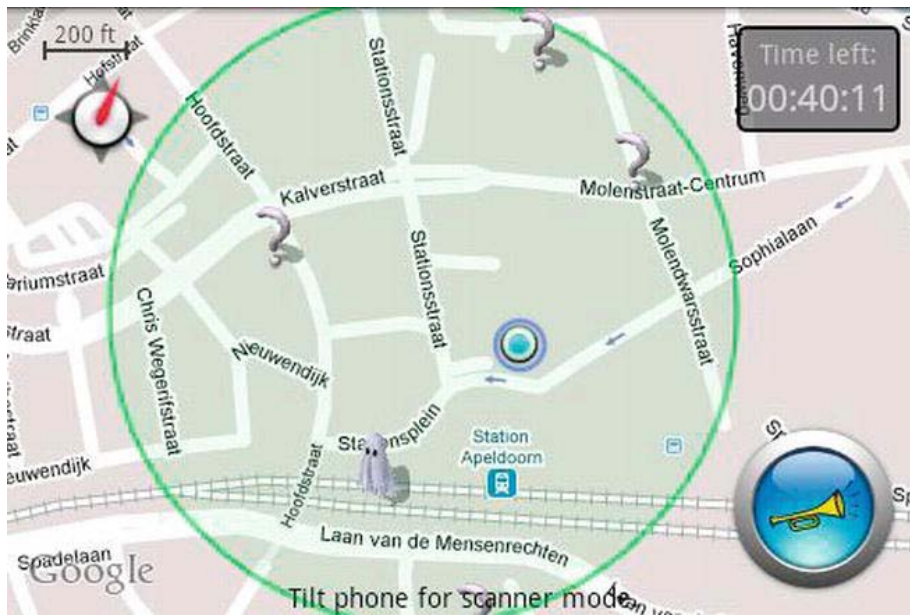 200 ft
Hofstraat
Hoofdstraat
Stationsstraat
Time left:
00:40:11
Kalverstraat
Molenstraat-Centrum
Stationsstraat
Molendwarsstraat
Sophialaan
riumstraat
straat
Chris Wegerifstraat
Neuwendijk
Station
Apeldoorn
Hoofdstraat
euwendijk
Laan van de Mensenrechten
Spadelaan
Google
Tilt phone for scanner mode